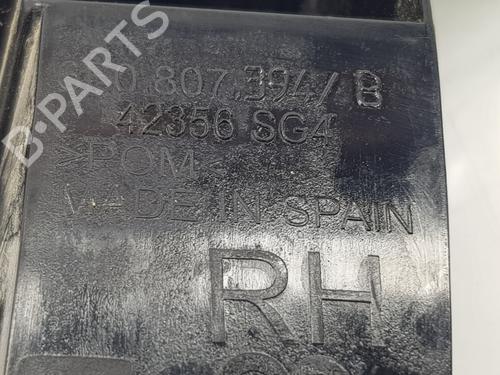 0 807.394/B
42356 SG4
>POM<
MADE IN SPAIN
RH
B-PARTS